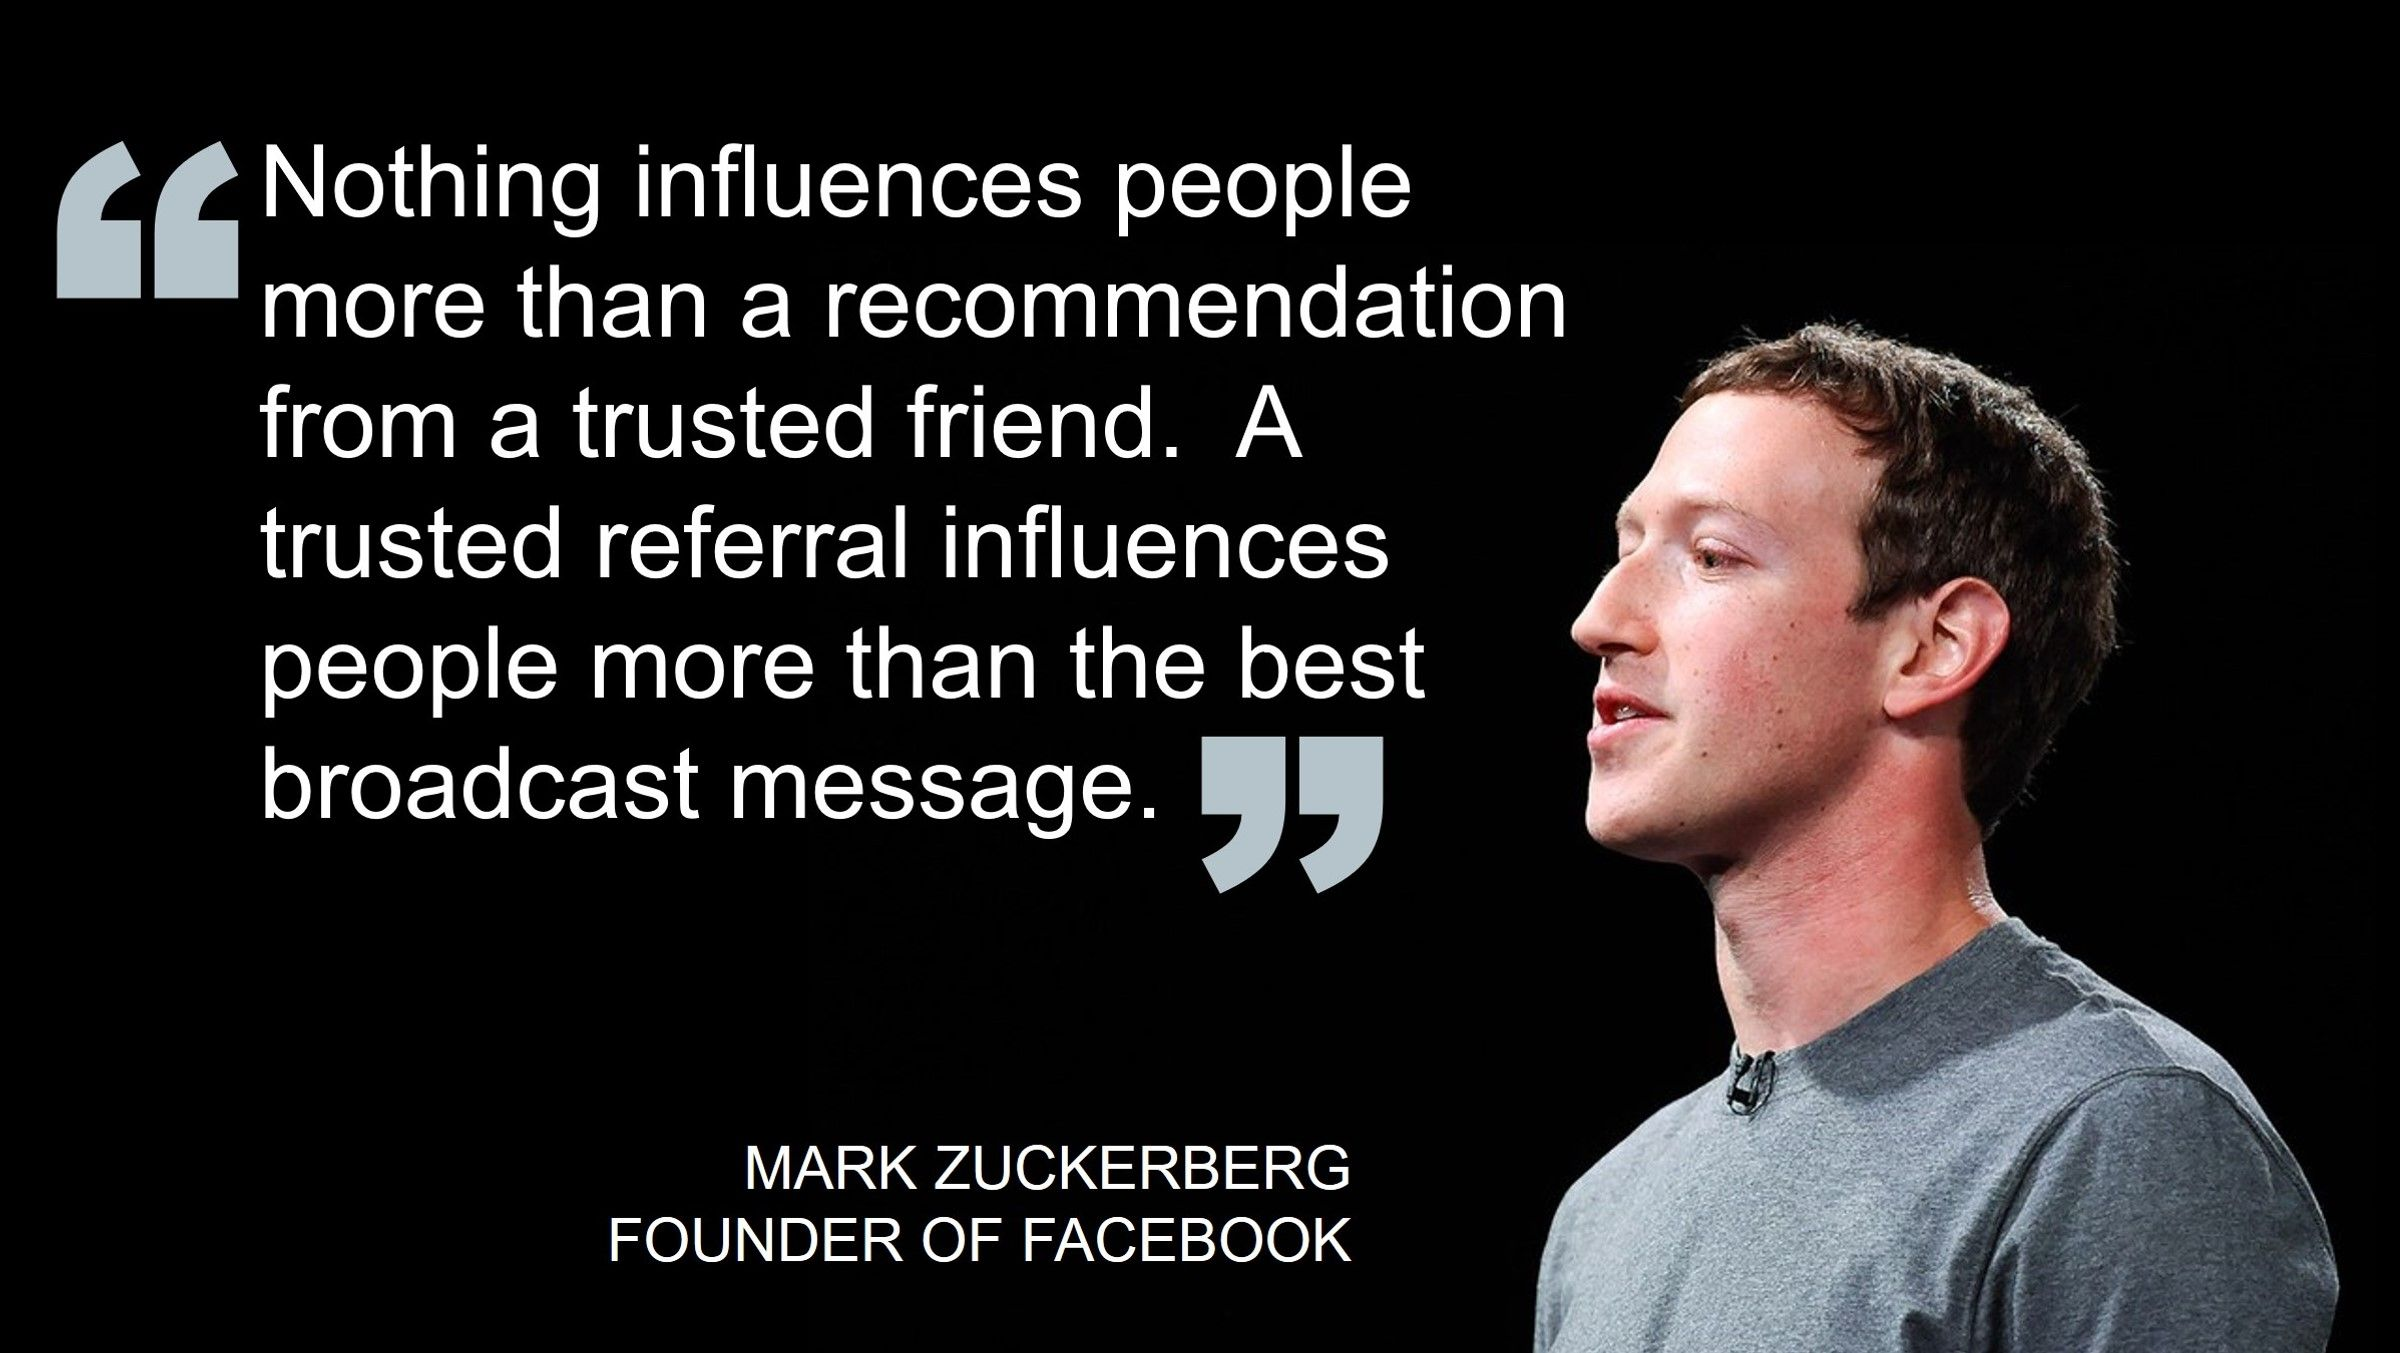 “Nothing influences people
more than a recommendation
from a trusted friend.  A
trusted referral influences
people more than the best
broadcast message.”
MARK ZUCKERBERG
FOUNDER OF FACEBOOK